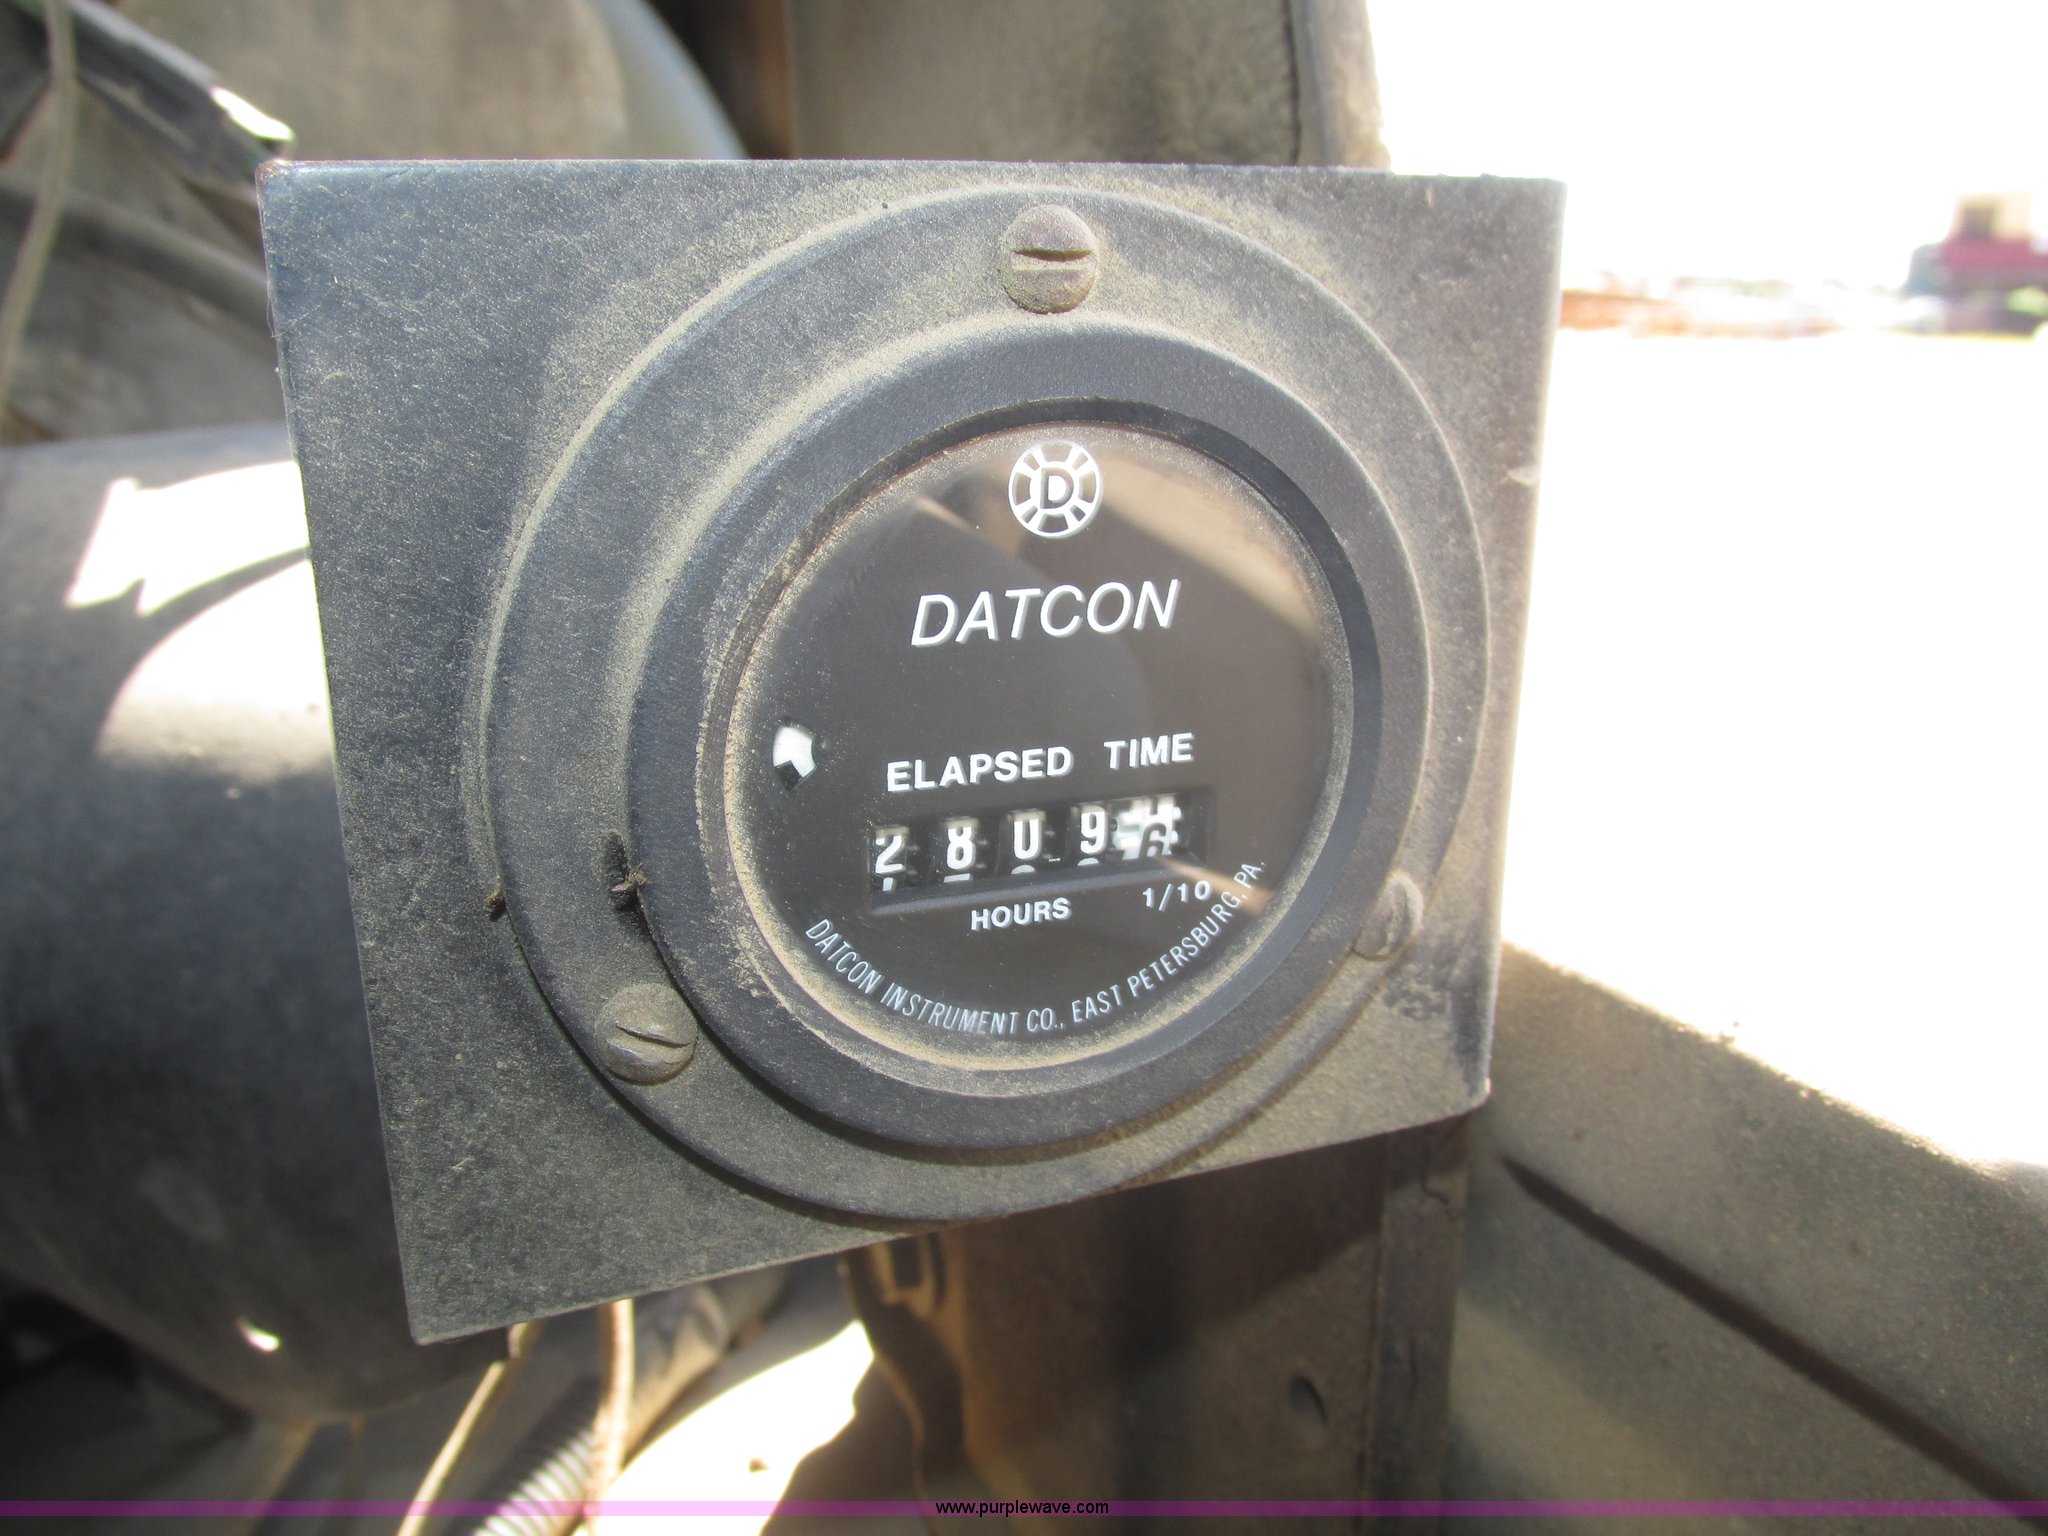 D
DATCON
ELAPSED TIME
2809
HOURS 1/10
DATCON INSTRUMENT CO., EAST PETERSBURG, PA.
www.purplewave.com